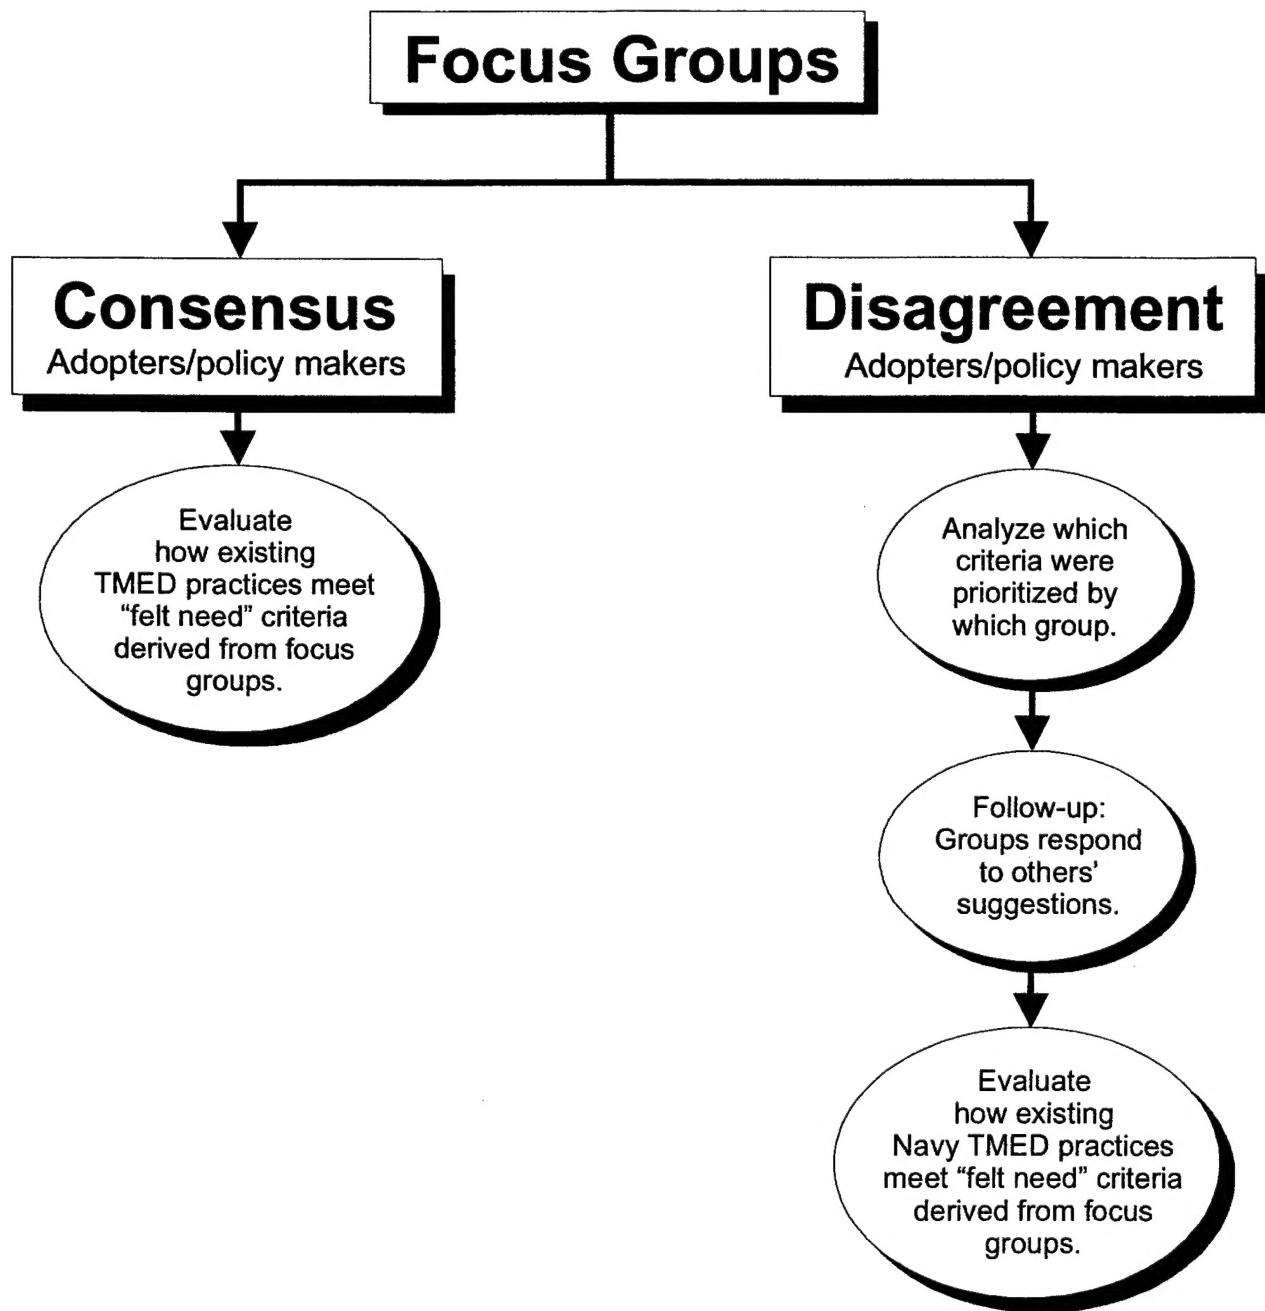 Focus Groups
Consensus
Adopters/policy makers
Evaluate
how existing
TMED practices meet
“felt need” criteria
derived from focus
groups.
Disagreement
Adopters/policy makers
Analyze which
criteria were
prioritized by
which group.
Follow-up:
Groups respond
to others’
suggestions.
Evaluate
how existing
Navy TMED practices
meet “felt need” criteria
derived from focus
groups.